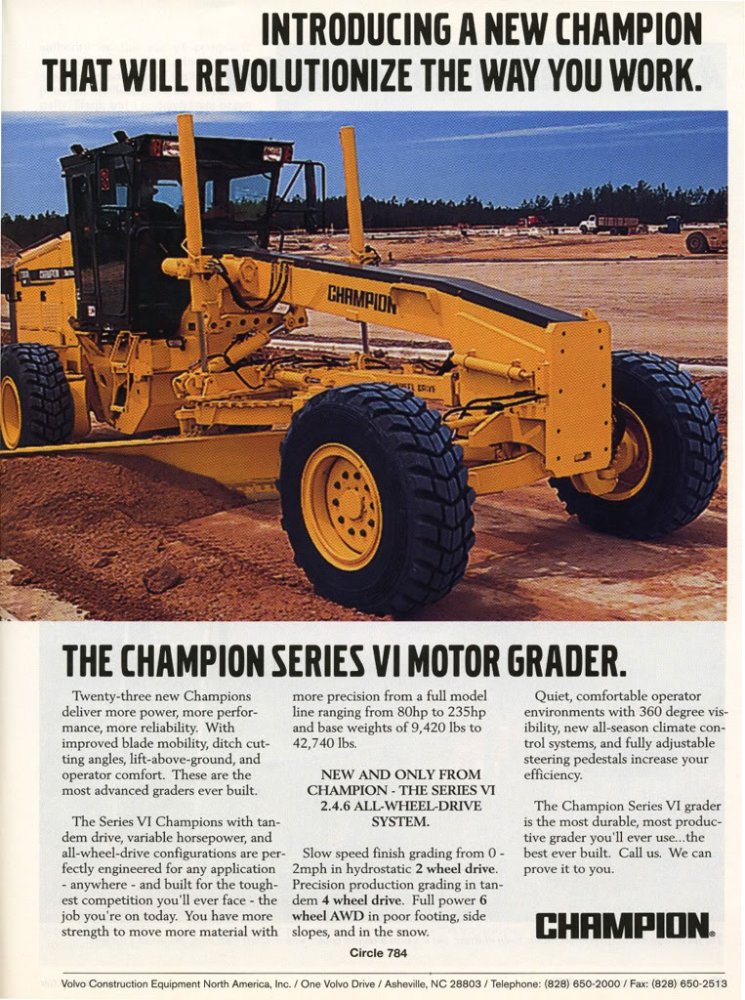 INTRODUCING A NEW CHAMPION
THAT WILL REVOLUTIONIZE THE WAY YOU WORK.
CHAMPION
CHAMPION
WHEEL DRIVE
THE CHAMPION SERIES VI MOTOR GRADER.
Twenty-three new Champions
deliver more power, more perfor-
mance, more reliability. With
improved blade mobility, ditch cut-
ting angles, lift-above-ground, and
operator comfort. These are the
most advanced graders ever built.
The Series VI Champions with tan-
dem drive, variable horsepower, and
all-wheel-drive configurations are per-
fectly engineered for any application
- anywhere - and built for the tough-
est competition you'll ever face - the
job you're on today. You have more
strength to move more material with
more precision from a full model
line ranging from 80hp to 235hp
and base weights of 9,420 lbs to
42,740 lbs.
NEW AND ONLY FROM
CHAMPION - THE SERIES VI
2.4.6 ALL-WHEEL-DRIVE
SYSTEM.
Slow speed finish grading from 0 -
2mph in hydrostatic 2 wheel drive.
Precision production grading in tan-
dem 4 wheel drive. Full power 6
wheel AWD in poor footing, side
slopes, and in the snow.
Quiet, comfortable operator
environments with 360 degree vis-
ibility, new all-season climate con-
trol systems, and fully adjustable
steering pedestals increase your
efficiency.
The Champion Series VI grader
is the most durable, most produc-
tive grader you'll ever use...the
best ever built. Call us. We can
prove it to you.
CHAMPION®
Circle 784
Volvo Construction Equipment North America, Inc. / One Volvo Drive / Asheville, NC 28803 / Telephone: (828) 650-2000 / Fax: (828) 650-2513